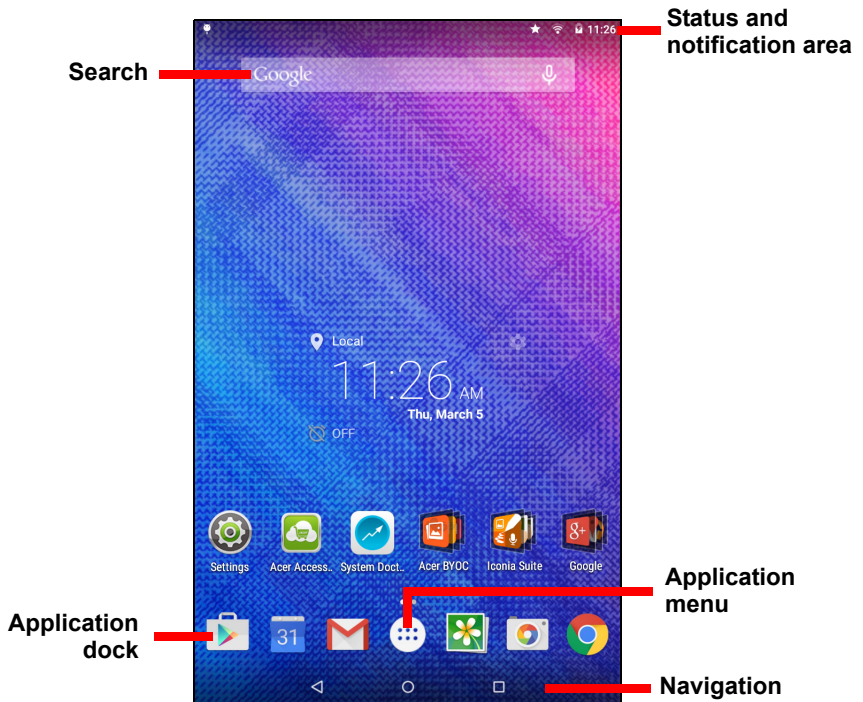 Status and
notification area
11:26
Search
Google
Local
11:26 AM
Thu, March 5
OFF
Settings
Acer Access..
System Doct..
Acer BYOC
Iconia Suite
8+
Google
Application
menu
Application
dock
31
Navigation